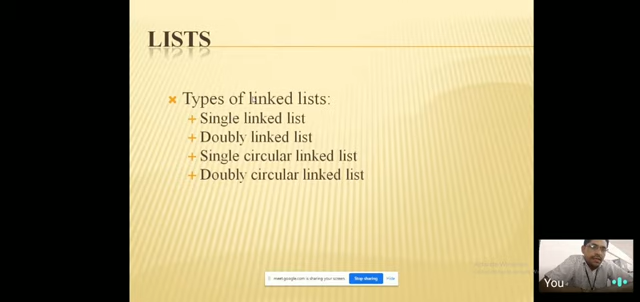 LISTS
Types of linked lists:
Single linked list
Doubly linked list
Single circular linked list
Doubly circular linked list
meet.google.com is sharing your screen.
Stop sharing
Hide
You